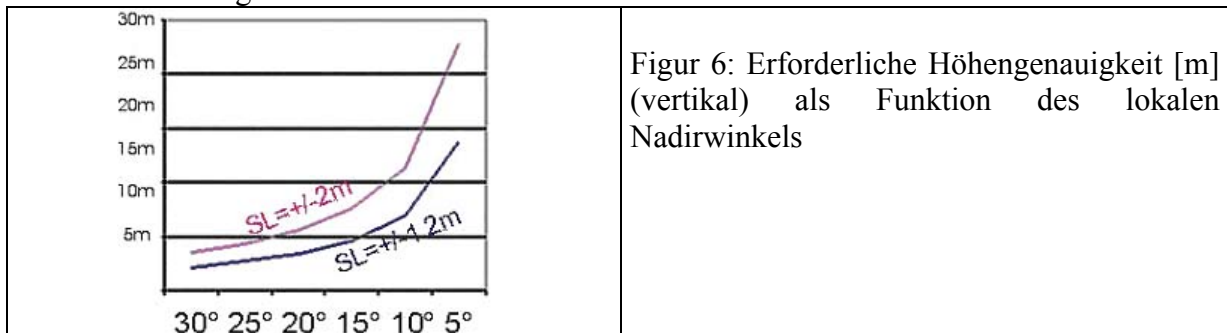 30m
25m
20m
15m
10m
5m
SL=+/-2m
SL=+/-1.2m
30° 25° 20° 15° 10° 5°
Figur 6: Erforderliche Höhengenauigkeit [m]
(vertikal) als Funktion des lokalen
Nadirwinkels